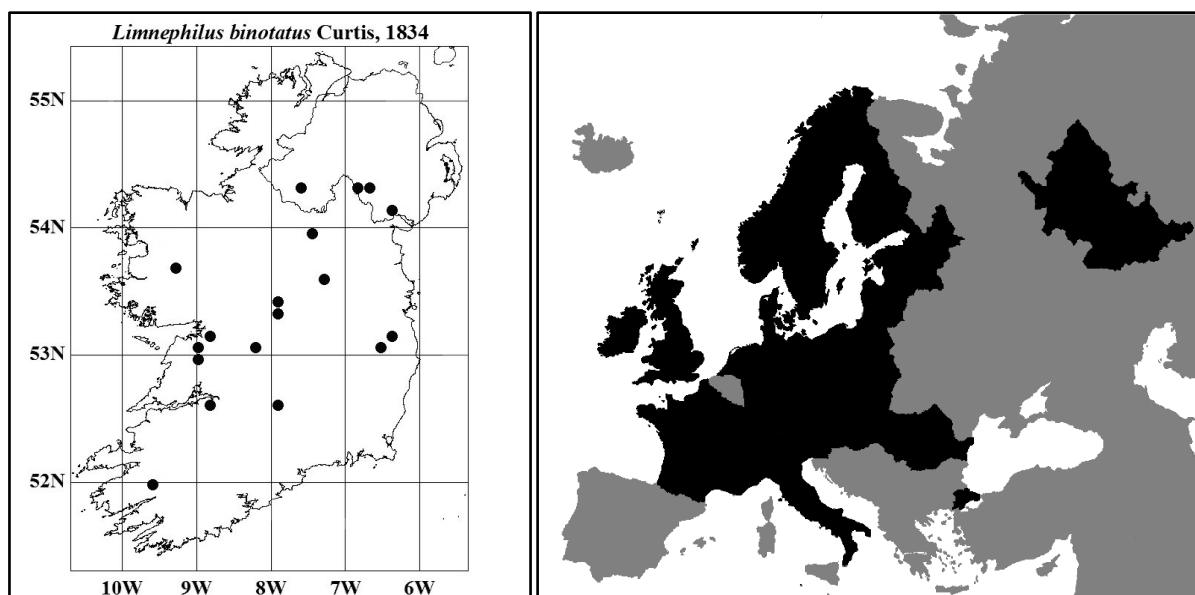 Limnephilus binotatus Curtis, 1834
55N
54N
53N
52N
10W 9W 8W 7W 6W